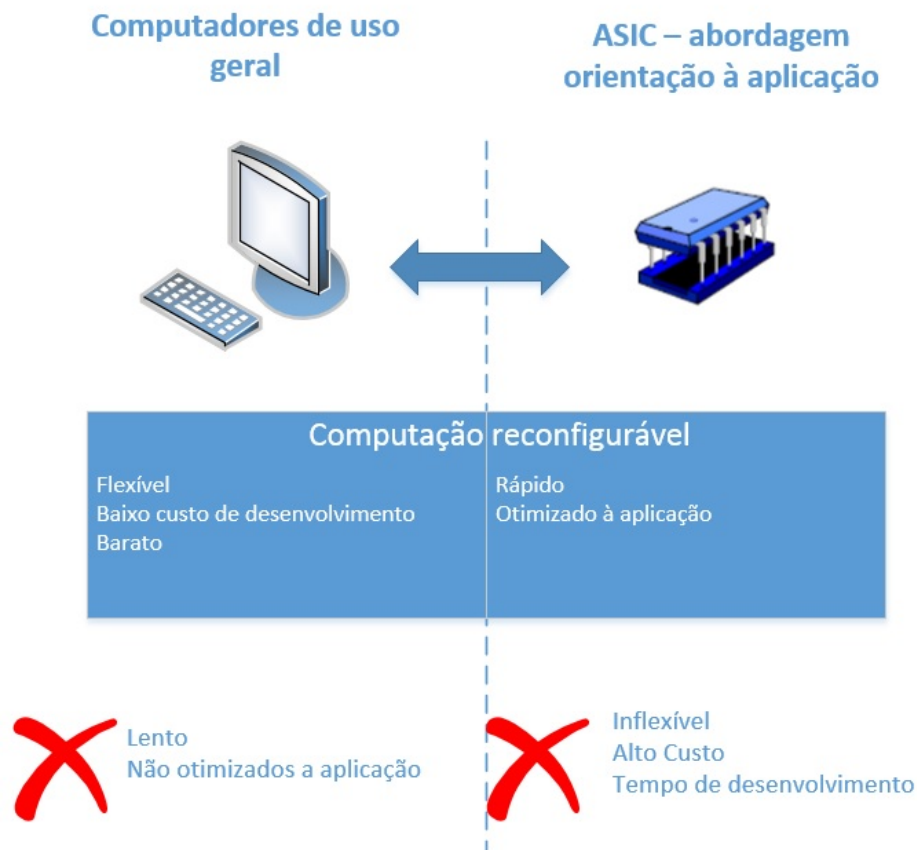 Computadores de uso
geral
ASIC – abordagem
orientação à aplicação
Computação reconfigurável
Flexível
Baixo custo de desenvolvimento
Barato
Rápido
Otimizado à aplicação
Lento
Não otimizados a aplicação
Inflexível
Alto Custo
Tempo de desenvolvimento